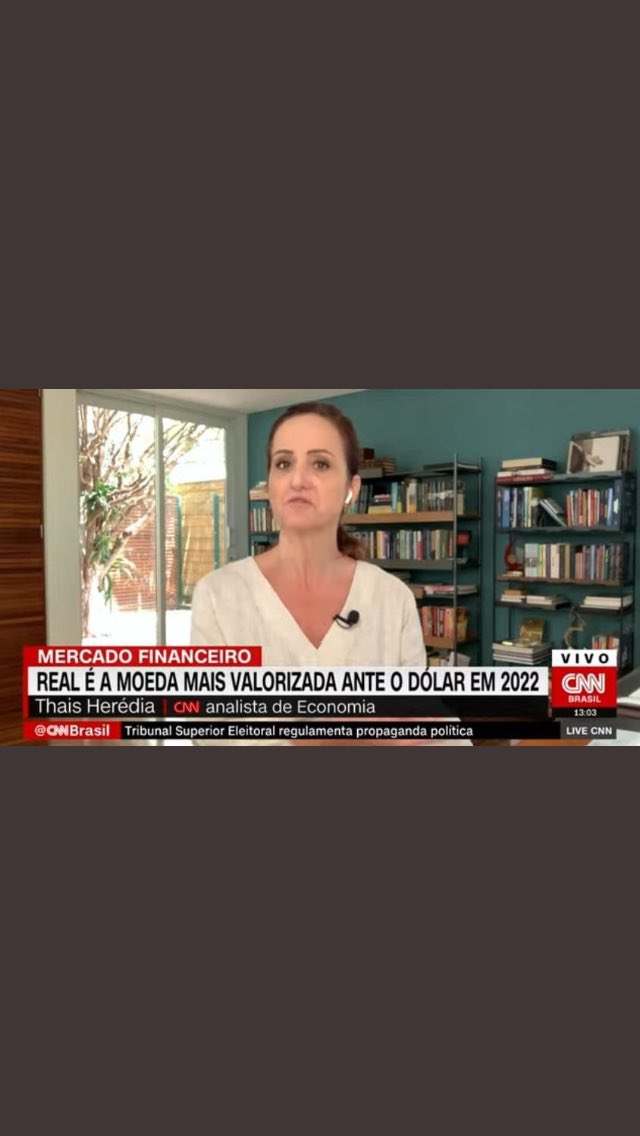 MERCADO FINANCEIRO
REAL É A MOEDA MAIS VALORIZADA ANTE O DÓLAR EM 2022
Thais Herédia | CNN analista de Economia
@CNNBrasil Tribunal Superior Eleitoral regulamenta propaganda política
VIVO
CNN
BRASIL
13:03
LIVE CNN